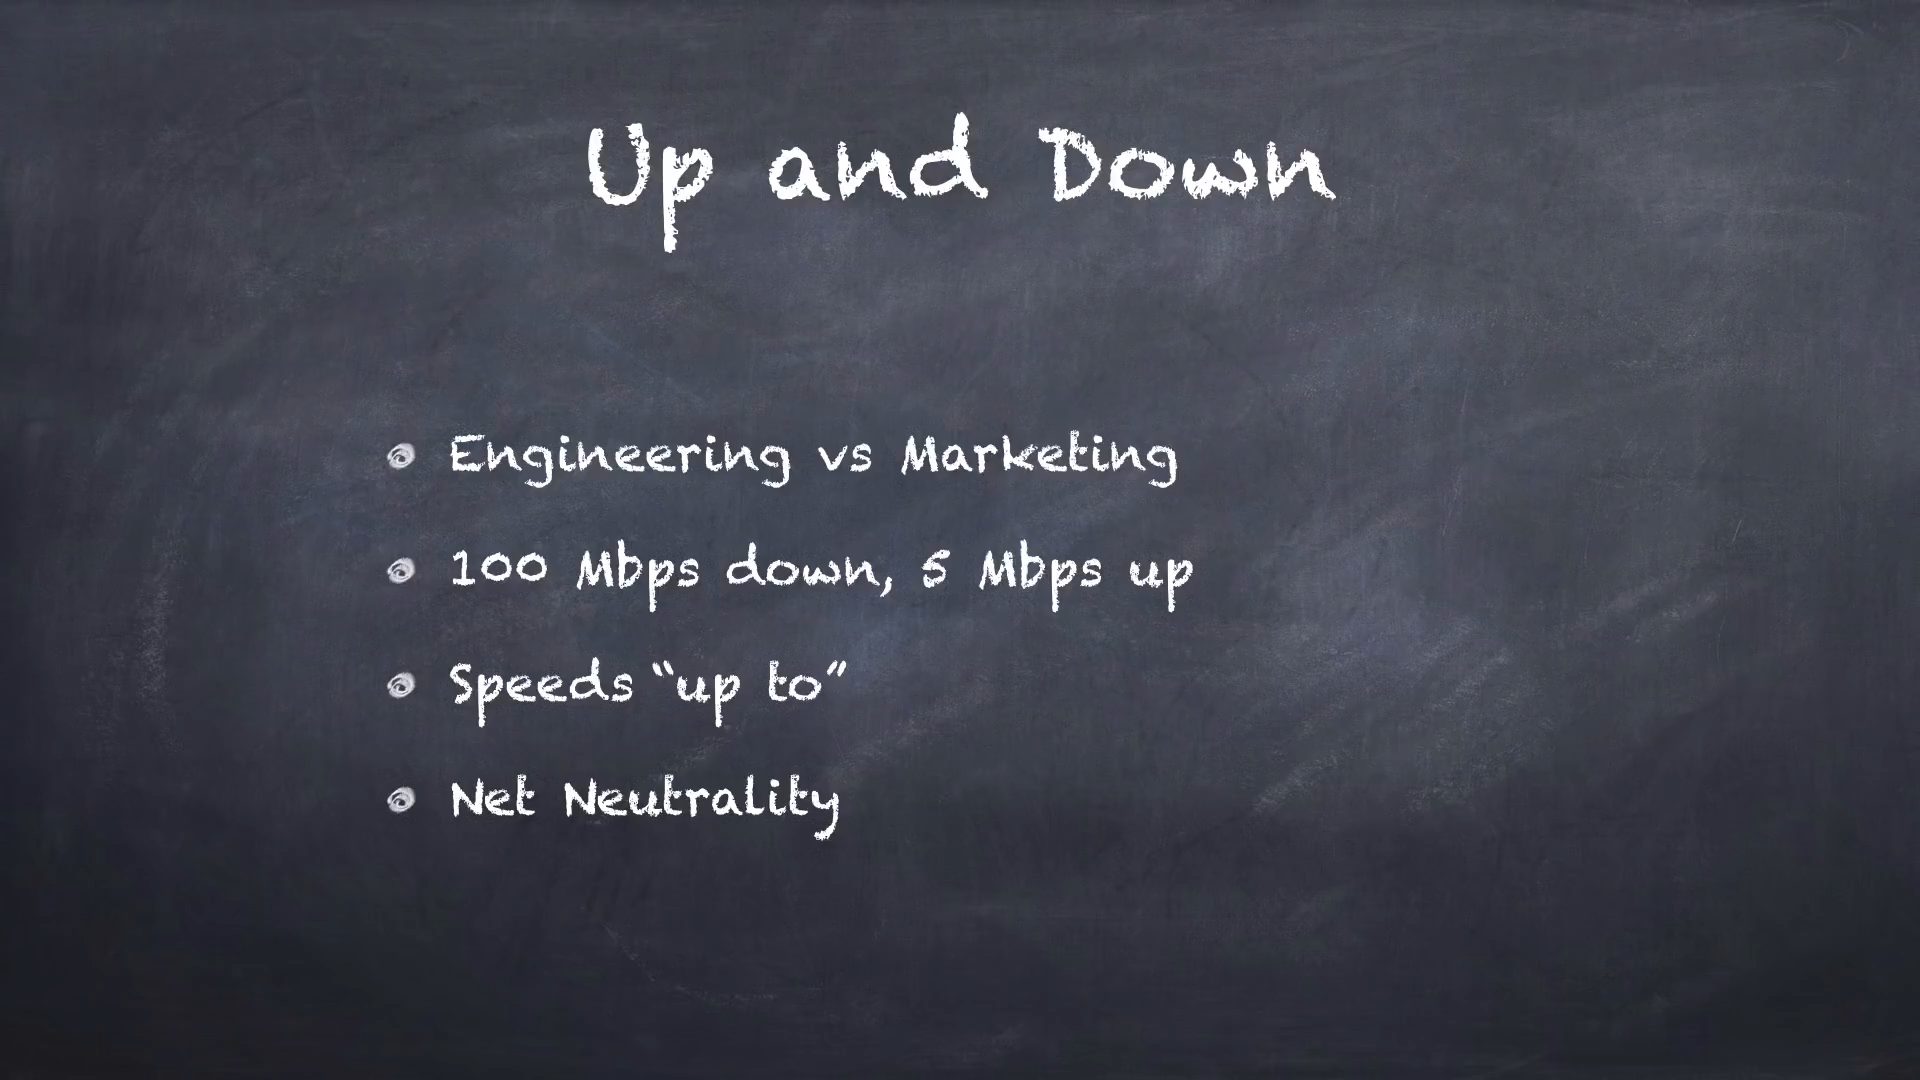 Up and Down
Engineering vs Marketing
100 Mbps down, 5 Mbps up
Speeds “up to”
Net Neutrality